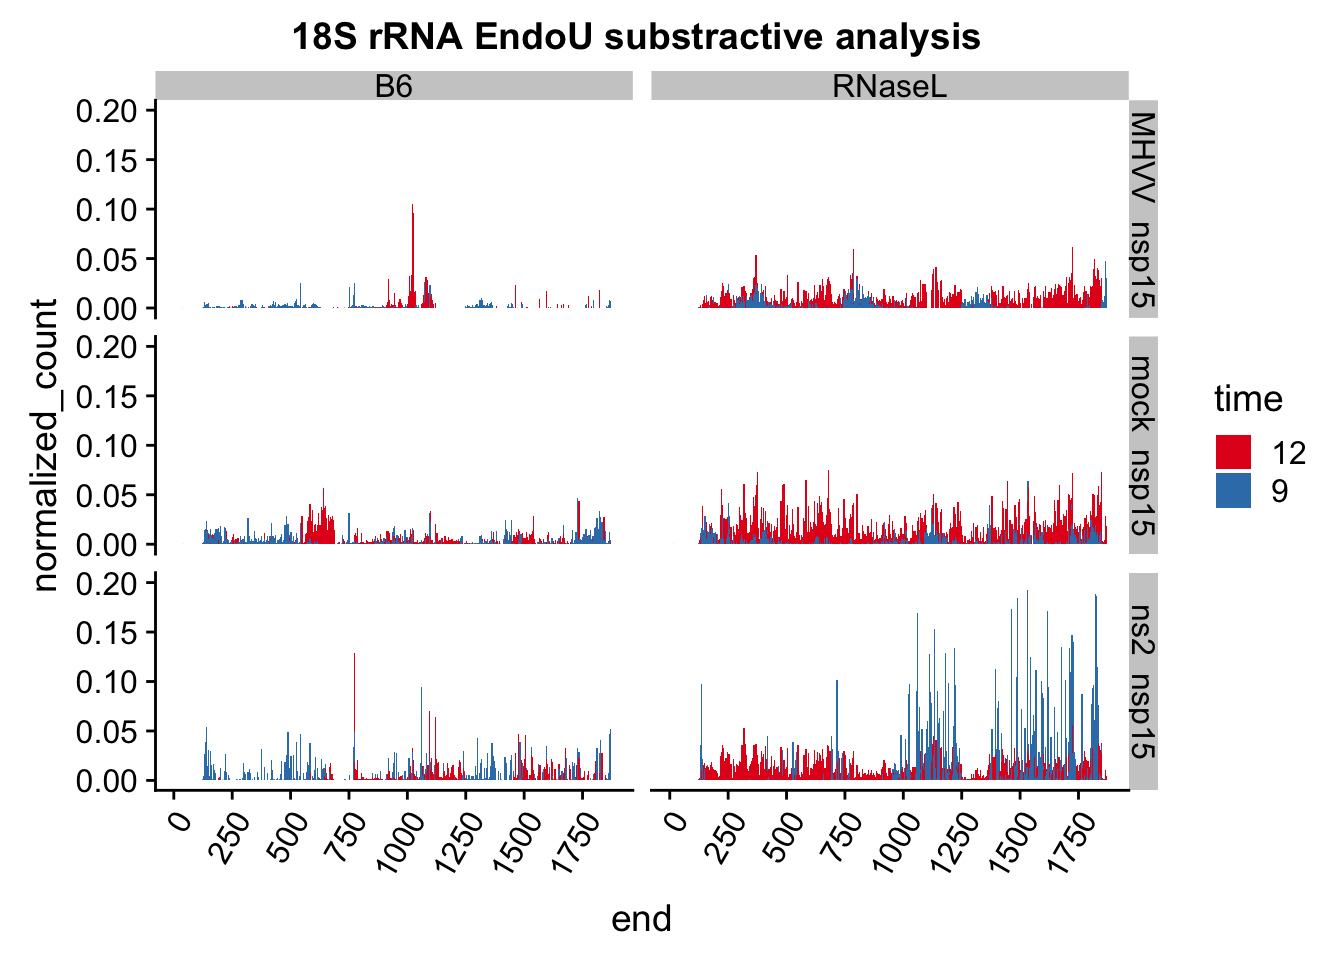 18S rRNA EndoU substractive analysis
B6
RNaseL
0.20
0.15
0.10
0.05
0.00
MHVV nsp15
0.20
0.15
0.10
0.05
0.00
mock nsp15
0.20
0.15
0.10
0.05
0.00
ns2 nsp15
normalized_count
0 250 500 750 1000 1250 1500 1750
0 250 500 750 1000 1250 1500 1750
end
time
12
9